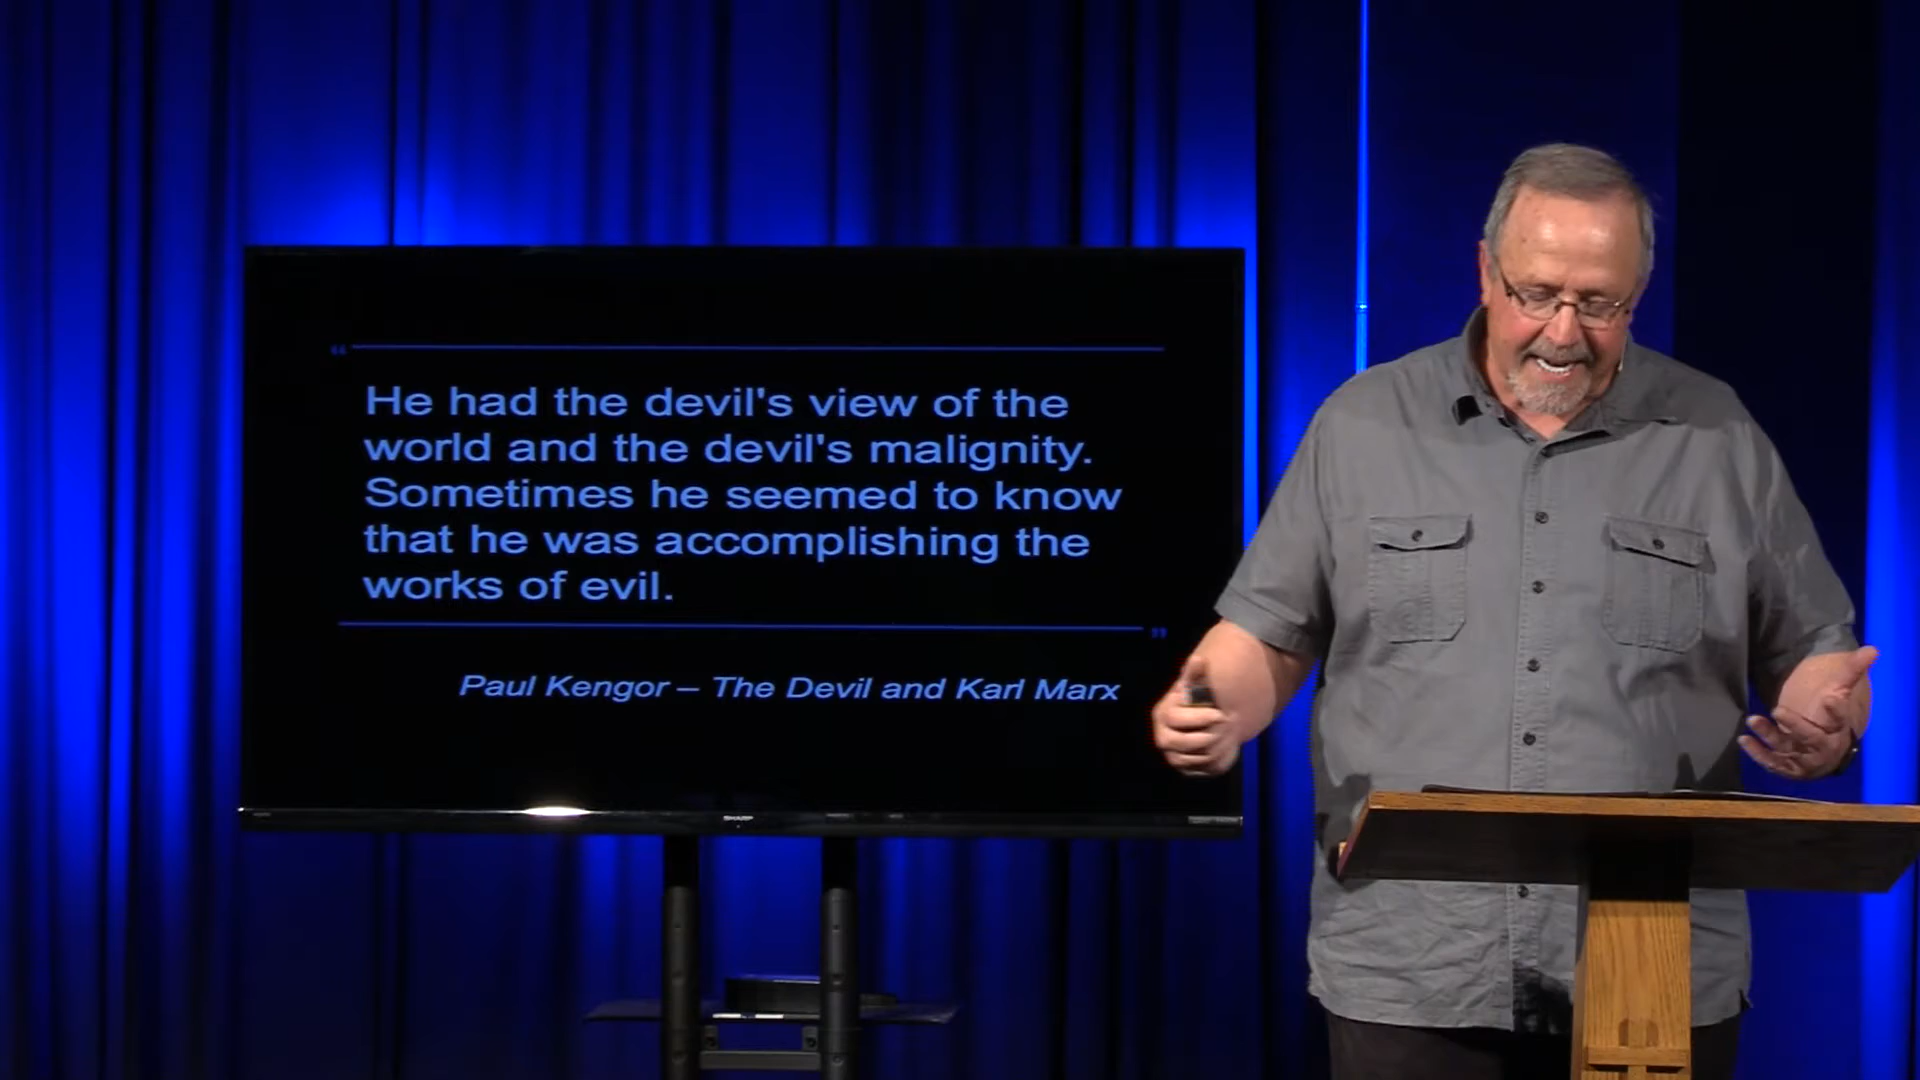 “
He had the devil's view of the
world and the devil's malignity.
Sometimes he seemed to know
that he was accomplishing the
works of evil.
”
Paul Kengor – The Devil and Karl Marx
SHARP